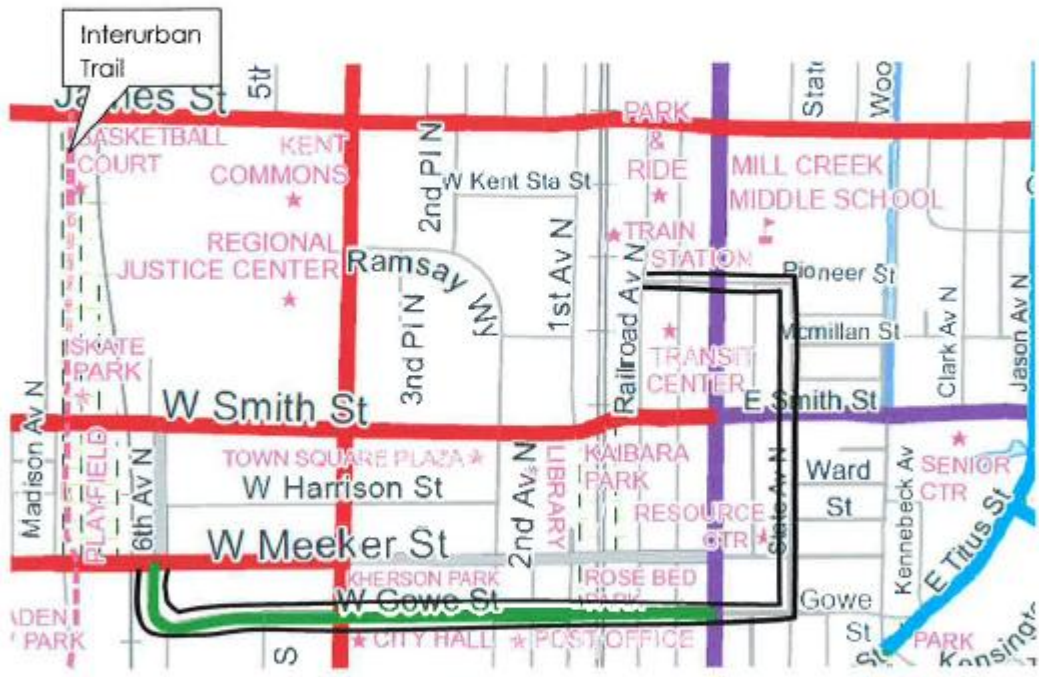 Interurban
Trail
James St
5th
State
Woo
BASKETBALL
COURT
KENT
COMMONS
2nd Pl N
W Kent Sta St
PARK
&
RIDE
MILL CREEK
MIDDLE SCHOOL
REGIONAL
JUSTICE CENTER
Ramsay Wy
1st Av N
TRAIN
STATION
Railroad Av N
Pioneer St
Mcmillan St
3rd Pl N
SKATE
PARK
TRANSIT
CENTER
Clark Av N
Jason Av N
Madison Av N
W Smith St
E Smith St
PLAYFIELD
6th Av N
TOWN SQUARE PLAZA
W Harrison St
2nd Av N
LIBRARY
KAIBARA
PARK
State Av N
Ward
St
Kennebeck Av
SENIOR
CTR
RESOURCE
CTR
W Meeker St
KHERSON PARK
ROSE BED
PARK
E Titus St
W Gowe St
Gowe
St
ADEN
PARK
S
CITY HALL
POST OFFICE
St
PARK
Kensington